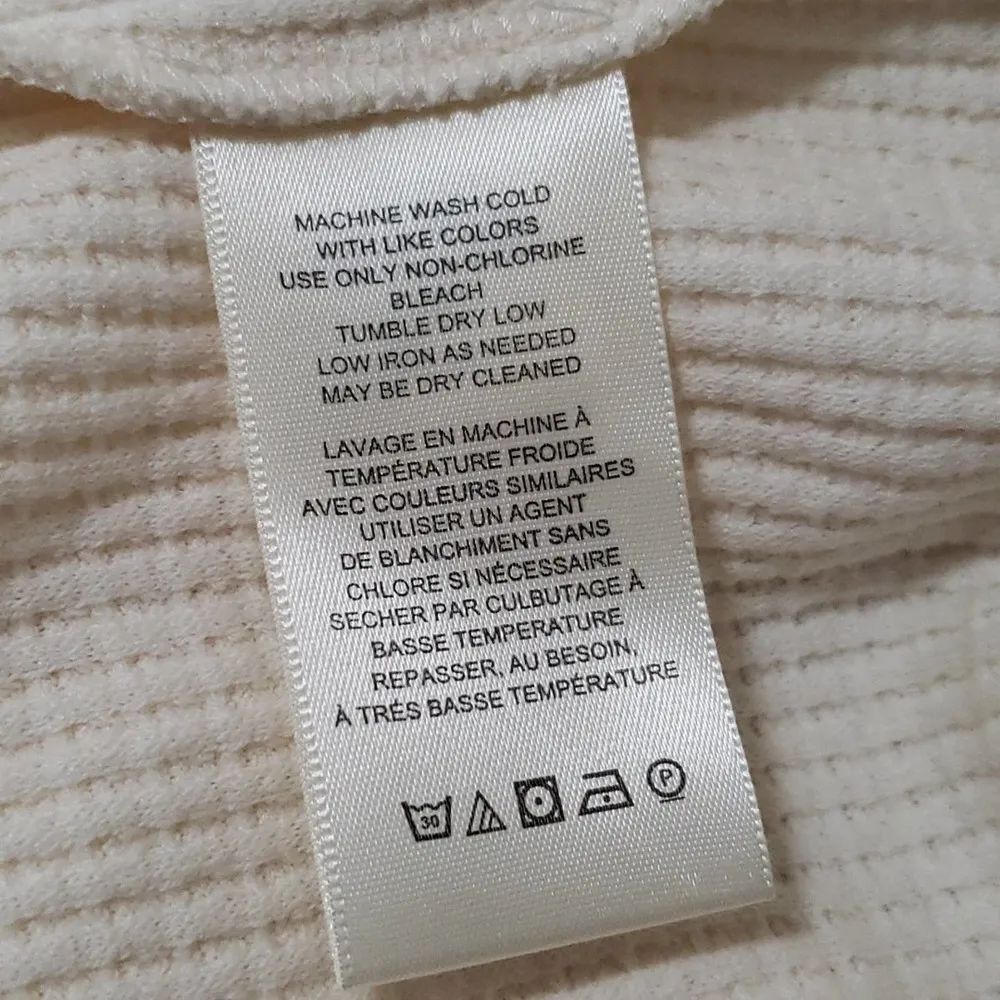 MACHINE WASH COLD
WITH LIKE COLORS
USE ONLY NON-CHLORINE
BLEACH
TUMBLE DRY LOW
LOW IRON AS NEEDED
MAY BE DRY CLEANED
LAVAGE EN MACHINE À
TEMPÉRATURE FROIDE
AVEC COULEURS SIMILAIRES
UTILISER UN AGENT
DE BLANCHIMENT SANS
CHLORE SI NÉCESSAIRE
SECHER PAR CULBUTAGE À
BASSE TEMPERATURE
REPASSER, AU BESOIN,
À TRÉS BASSE TEMPÉRATURE
30 P